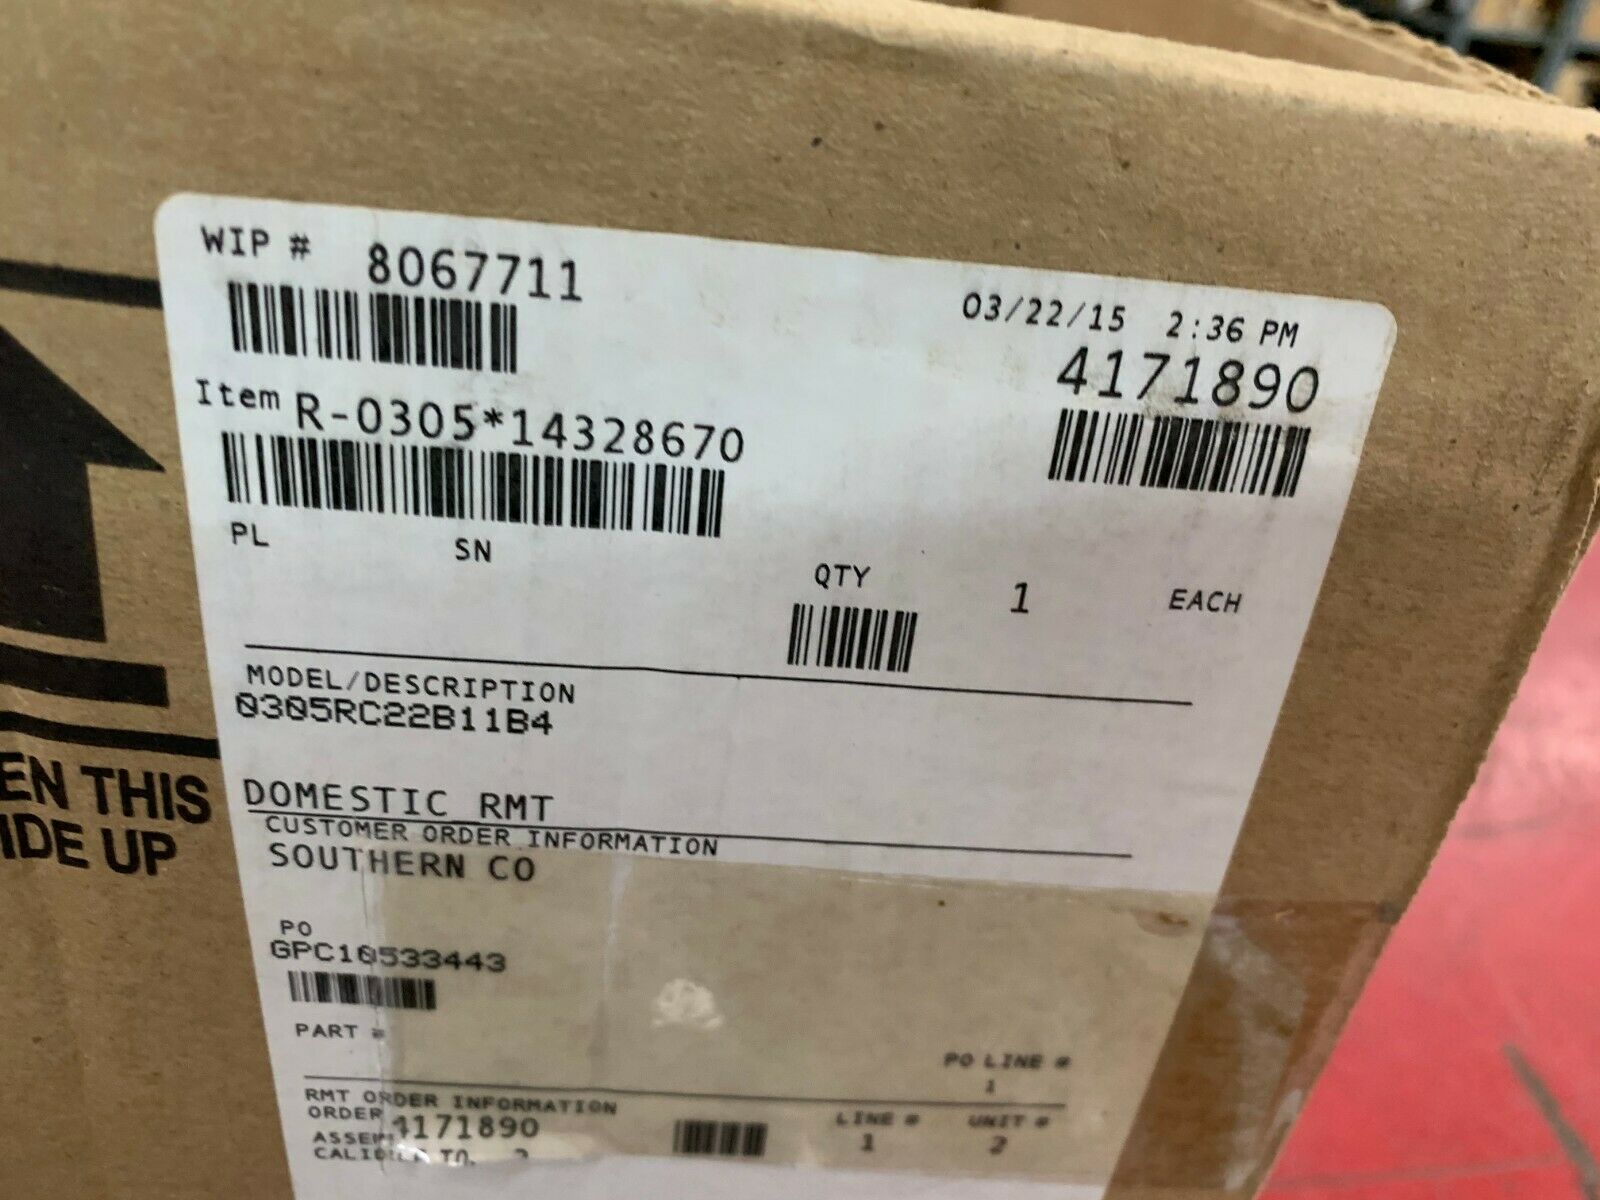 WIP # 8067711
03/22/15 2:36 PM
4171890
Item R-0305*14328670
PL SN
QTY 1 EACH
MODEL/DESCRIPTION
0305RC22B11B4
DOMESTIC RMT
CUSTOMER ORDER INFORMATION
SOUTHERN CO
PO
GPC10533443
PART #
PO LINE #
1
RMT ORDER INFORMATION
ORDER 4171890
LINE # UNIT #
1 2
EN THIS
IDE UP